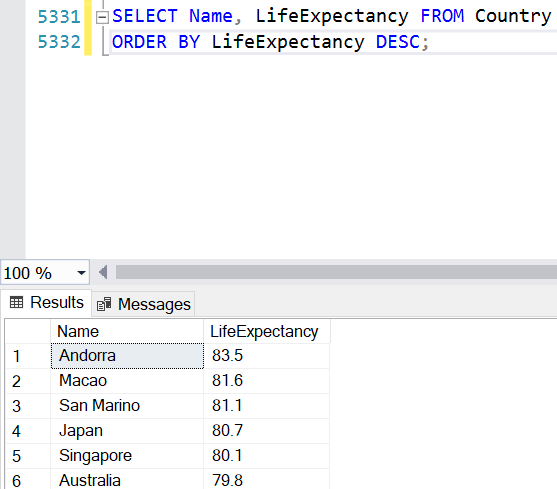 5331 SELECT Name, LifeExpectancy FROM Country
5332 ORDER BY LifeExpectancy DESC;
100 %
Results Messages
Name LifeExpectancy
1 Andorra 83.5
2 Macao 81.6
3 San Marino 81.1
4 Japan 80.7
5 Singapore 80.1
6 Australia 79.8